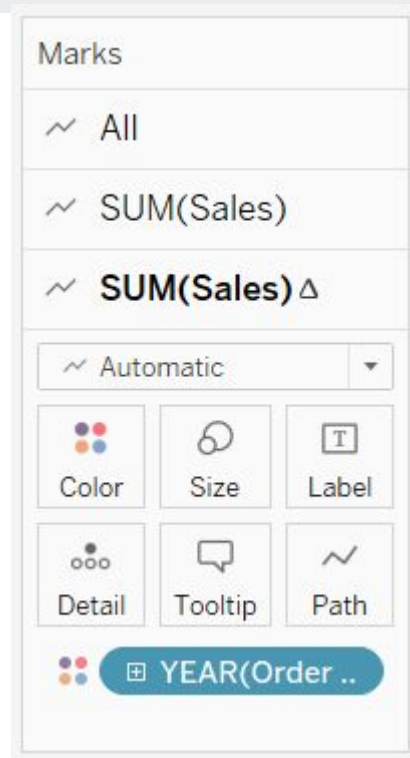 Marks
All
SUM(Sales)
SUM(Sales) Δ
Automatic
Color Size Label
Detail Tooltip Path
YEAR(Order ..